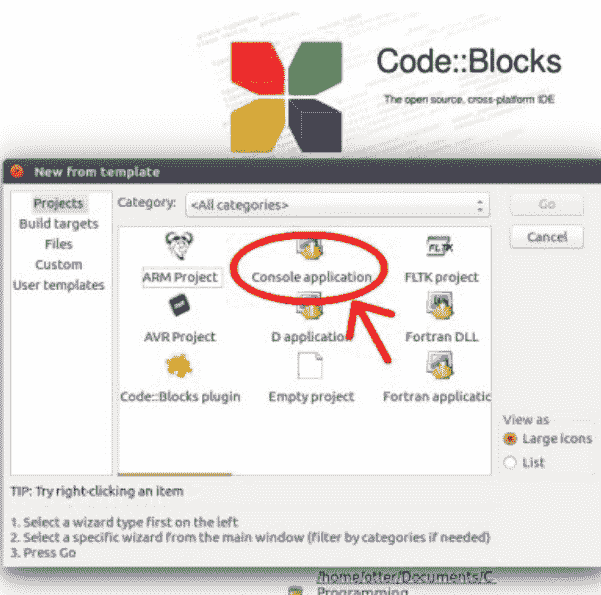 Code::Blocks
The open source, cross-platform IDE
New from template
Projects
Build targets
Files
Custom
User templates
Category: <All categories>
Go
Cancel
ARM Project
Console application
FLTK
FLTK project
AVR Project
D application
Fortran DLL
Code::Blocks plugin
Empty project
Fortran applicatic
View as
Large icons
List
TIP: Try right-clicking an item
1. Select a wizard type first on the left
2. Select a specific wizard from the main window (filter by categories if needed)
3. Press Go
/home/otter/Documents/C
Programming